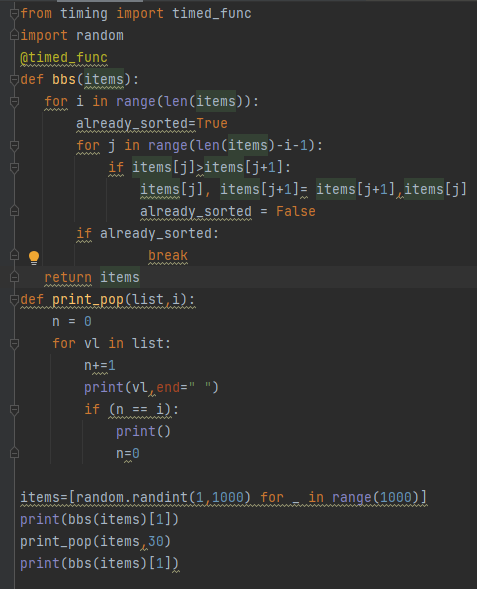 from timing import timed_func
import random
@timed_func
def bbs(items):
   for i in range(len(items)):
       already_sorted=True
       for j in range(len(items)-i-1):
           if items[j]>items[j+1]:
               items[j], items[j+1]= items[j+1],items[j]
               already_sorted = False
       if already_sorted:
                break
   return items
def print_pop(list,i):
    n = 0
    for vl in list:
        n+=1
        print(vl,end=" ")
        if (n == i):
            print()
            n=0

items=[random.randint(1,1000) for _ in range(1000)]
print(bbs(items)[1])
print_pop(items,30)
print(bbs(items)[1])